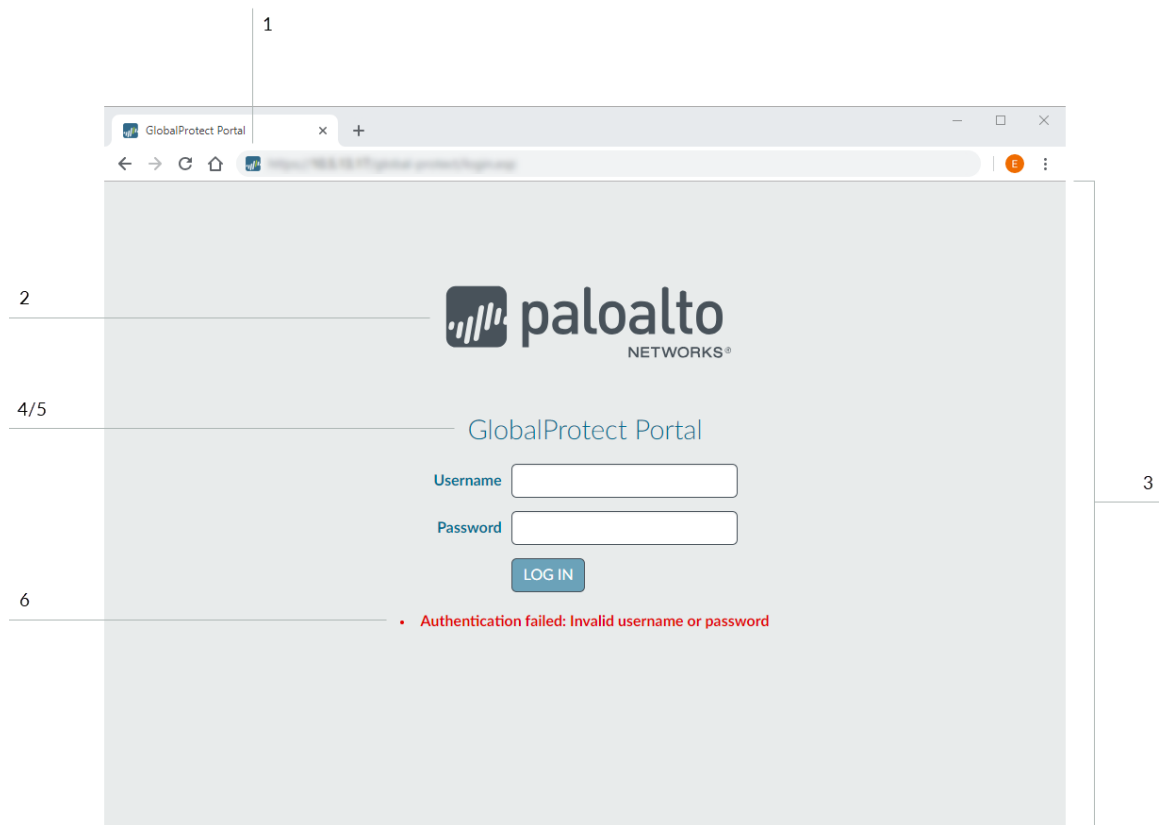 1
GlobalProtect Portal
E
2
paloalto
NETWORKS®
4/5
GlobalProtect Portal
3
Username
Password
LOG IN
6
• Authentication failed: Invalid username or password